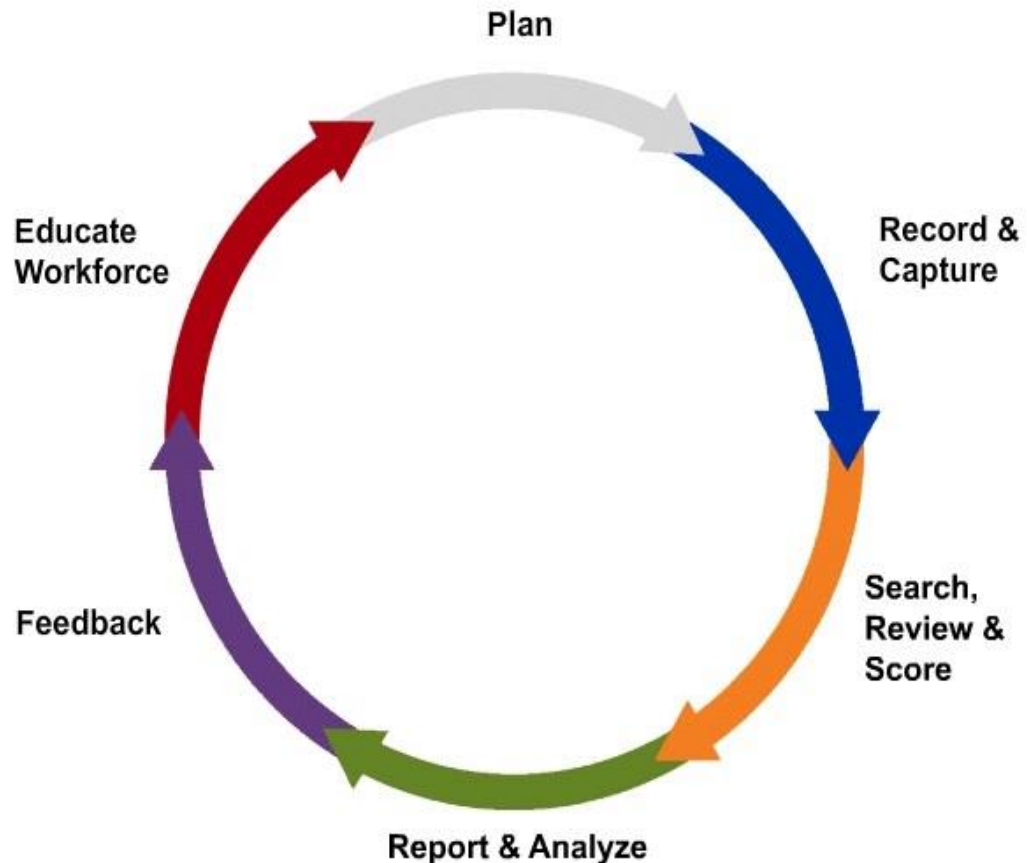 Plan
Record &
Capture
Search,
Review &
Score
Report & Analyze
Feedback
Educate
Workforce